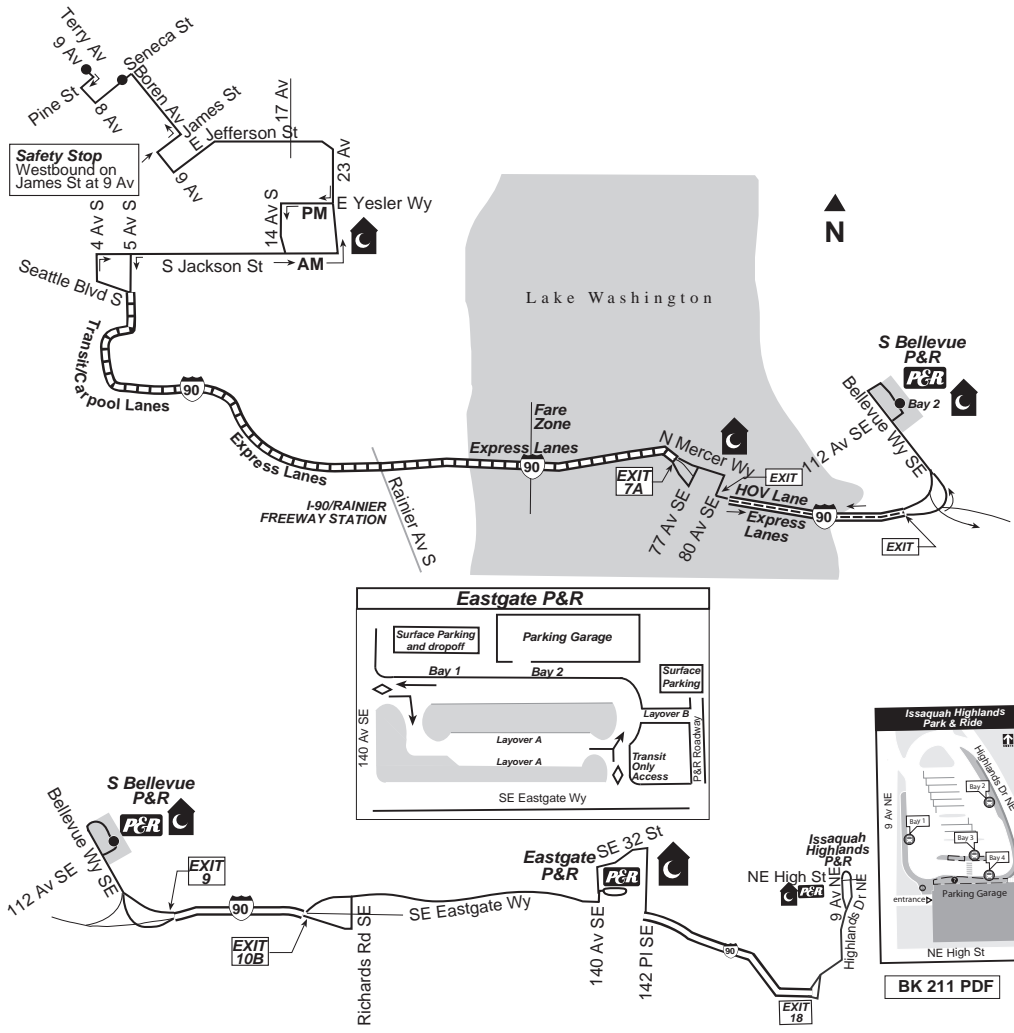 Terry Av
9 Av
Pine St
8 Av
Seneca St
Boren Av
James St
E Jefferson St
17 Av
23 Av
9 Av
Safety Stop
Westbound on
James St at 9 Av
4 Av S
5 Av S
14 Av S
PM
E Yesler Wy
AM
S Jackson St
Seattle Blvd S
N
Lake Washington
Transit/Carpool Lanes
90
Express Lanes
I-90/RAINIER
FREEWAY STATION
Rainier Av S
Fare
Zone
Express Lanes
90
EXIT
7A
N Mercer Wy
77 Av SE
80 Av SE
EXIT
HOV Lane
Express
Lanes
90
EXIT
112 Av SE
Bellevue Wy SE
S Bellevue
P&R
P&R
Bay 2
Eastgate P&R
Surface Parking
and dropoff
Parking Garage
Bay 1
Bay 2
Surface
Parking
140 Av SE
Layover B
Layover A
Layover A
Transit
Only
Access
P&R Roadway
SE Eastgate Wy
Issaquah Highlands
Park & Ride
Highlands Dr NE
9 Av NE
Bay 1
Bay 2
Bay 3
Bay 4
entrance
Parking Garage
NE High St
BK 211 PDF
S Bellevue
P&R
P&R
Bellevue Wy SE
112 Av SE
EXIT
9
90
EXIT
10B
SE Eastgate Wy
Richards Rd SE
Eastgate
P&R
P&R
SE 32 St
140 Av SE
142 Pl SE
90
EXIT
18
Issaquah
Highlands
P&R
NE High St
P&R
9 Av NE
Highlands Dr NE